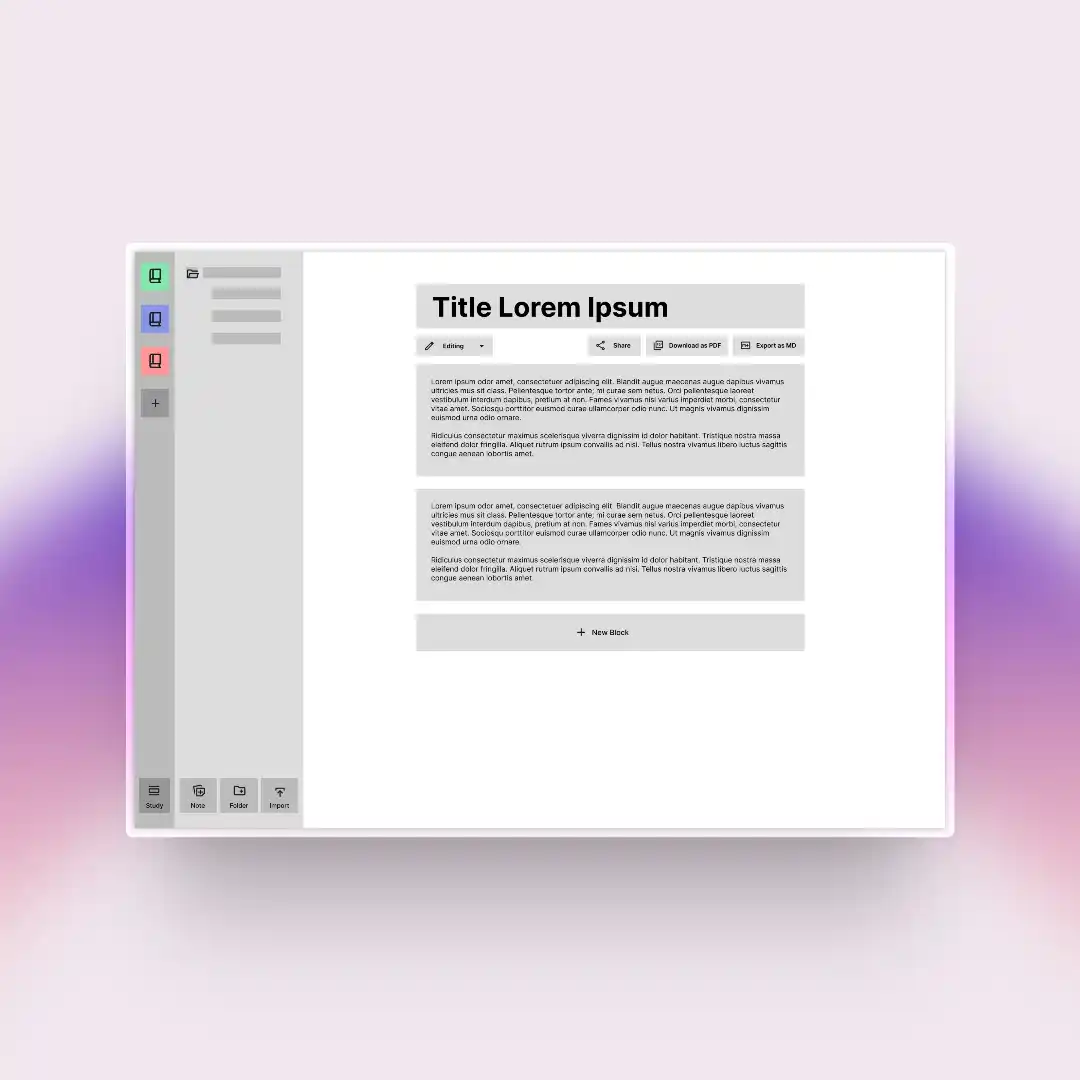 Title Lorem Ipsum
Editing
Share
Download as PDF
Export as MD
Lorem ipsum odor amet, consectetuer adipiscing elit. Blandit augue maecenas augue dapibus vivamus
ultricies mus sit class. Pellentesque tortor ante; mi curae sem netus. Orci pellentesque laoreet
vestibulum interdum dapibus, pretium at non. Fames vivamus nisl varius imperdiet morbi, consectetur
vitae amet. Sociosqu porttitor euismod curae ullamcorper odio nunc. Ut magnis vivamus dignissim
euismod urna odio ornare.
Ridiculus consectetur maximus scelerisque viverra dignissim id dolor habitant. Tristique nostra massa
eleifend dolor fringilla. Aliquet rutrum ipsum convallis ad nisi. Tellus nostra vivamus libero luctus sagittis
congue aenean lobortis amet.
Lorem ipsum odor amet, consectetuer adipiscing elit. Blandit augue maecenas augue dapibus vivamus
ultricies mus sit class. Pellentesque tortor ante; mi curae sem netus. Orci pellentesque laoreet
vestibulum interdum dapibus, pretium at non. Fames vivamus nisl varius imperdiet morbi, consectetur
vitae amet. Sociosqu porttitor euismod curae ullamcorper odio nunc. Ut magnis vivamus dignissim
euismod urna odio ornare.
Ridiculus consectetur maximus scelerisque viverra dignissim id dolor habitant. Tristique nostra massa
eleifend dolor fringilla. Aliquet rutrum ipsum convallis ad nisi. Tellus nostra vivamus libero luctus sagittis
congue aenean lobortis amet.
New Block
Study
Note
Folder
Import